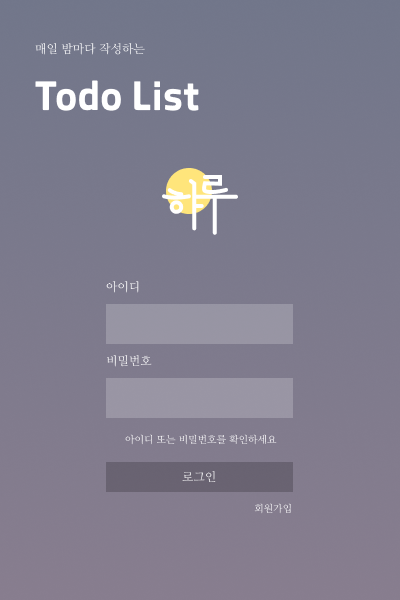 매일 밤마다 작성하는
Todo List
하루
아이디
비밀번호
아이디 또는 비밀번호를 확인하세요
로그인
회원가입